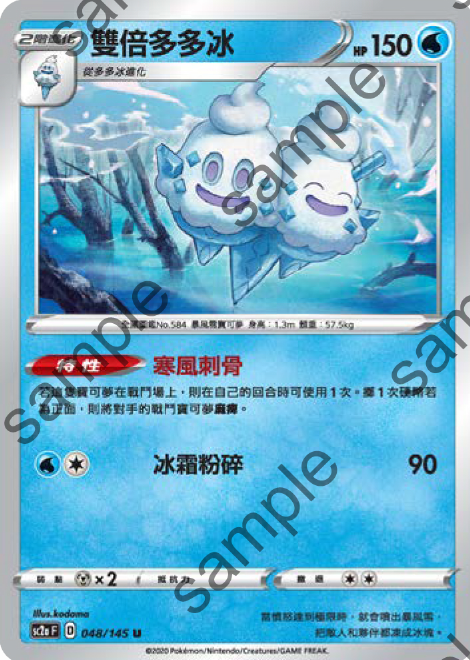 2階進化
雙倍多多冰
HP 150
從多多冰進化
sample
全國圖鑑No.584 暴風雪寶可夢 身高:1.3m 體重:57.5kg
特性
寒風刺骨
sample
若這隻寶可夢在戰鬥場上,則在自己的回合時可使用1次。擲1次硬幣若
為正面,則將對手的戰鬥寶可夢麻痺。
冰霜粉碎
90
sample
弱點
×2
抵抗力
撤退
Illus.kodama
sc2a F
D
048/145 U
當憤怒達到極限時,就會噴出暴風雪,
把敵人和夥伴都凍成冰塊。
©2020 Pokémon/Nintendo/Creatures/GAME FREAK.